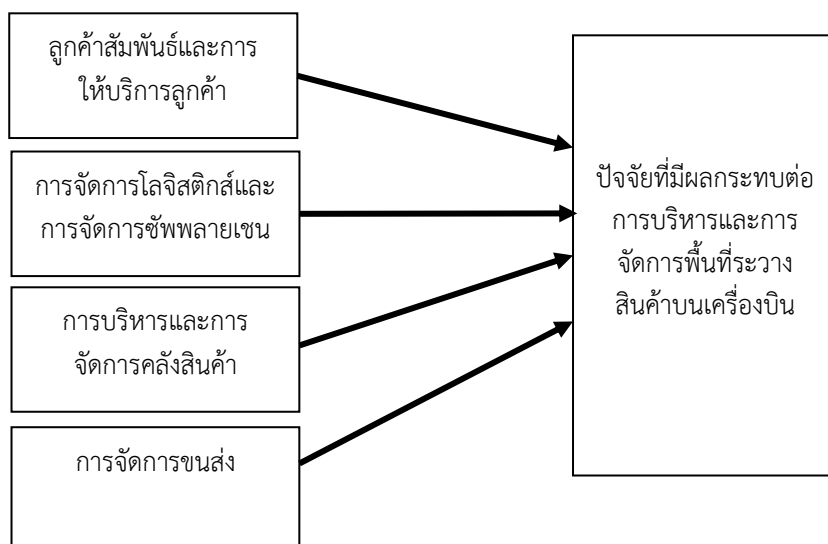 ลูกค้าสัมพันธ์และการ
ให้บริการลูกค้า
การจัดการโลจิสติกส์และ
การจัดการซัพพลายเชน
การบริหารและการ
จัดการคลังสินค้า
การจัดการขนส่ง
ปัจจัยที่มีผลกระทบต่อ
การบริหารและการ
จัดการพื้นที่ระวาง
สินค้าบนเครื่องบิน